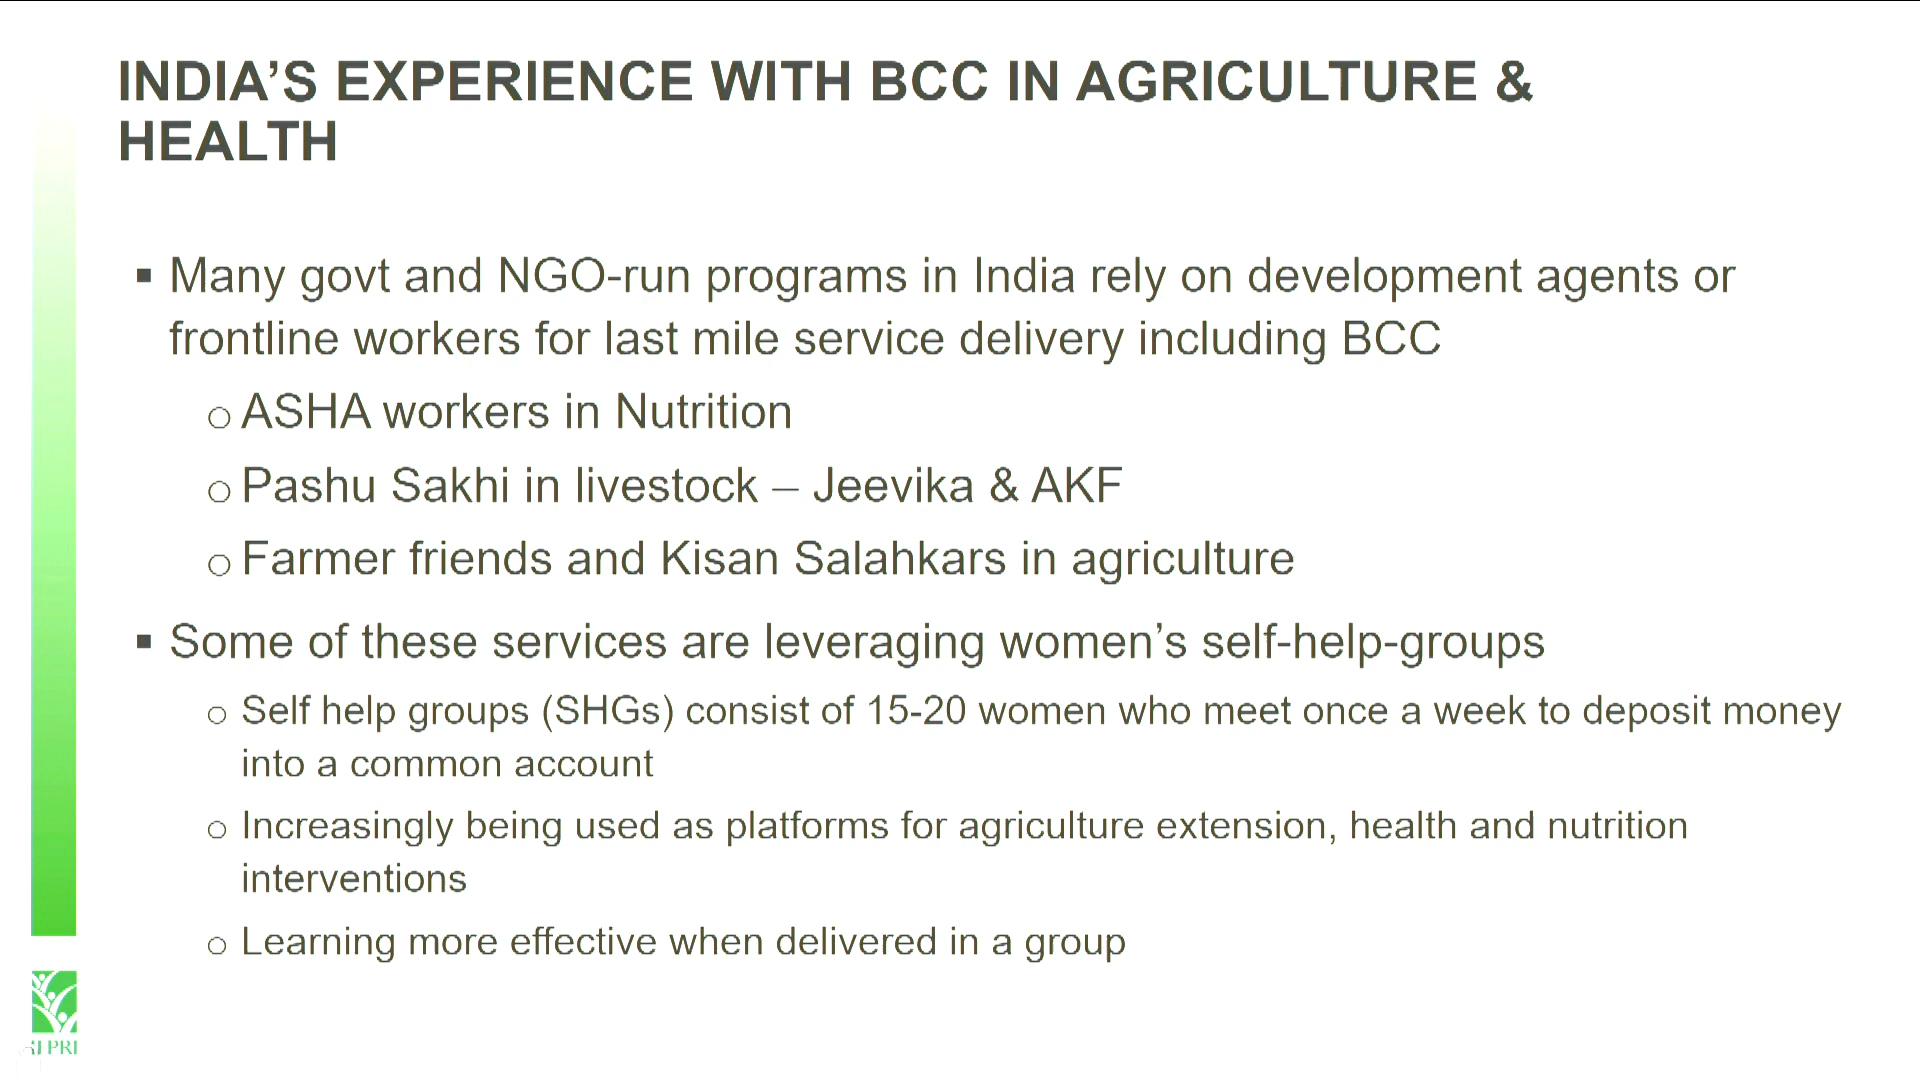 INDIA’S EXPERIENCE WITH BCC IN AGRICULTURE &
HEALTH
▪ Many govt and NGO-run programs in India rely on development agents or
frontline workers for last mile service delivery including BCC
o ASHA workers in Nutrition
o Pashu Sakhi in livestock – Jeevika & AKF
o Farmer friends and Kisan Salahkars in agriculture
▪ Some of these services are leveraging women’s self-help-groups
o Self help groups (SHGs) consist of 15-20 women who meet once a week to deposit money
into a common account
o Increasingly being used as platforms for agriculture extension, health and nutrition
interventions
o Learning more effective when delivered in a group